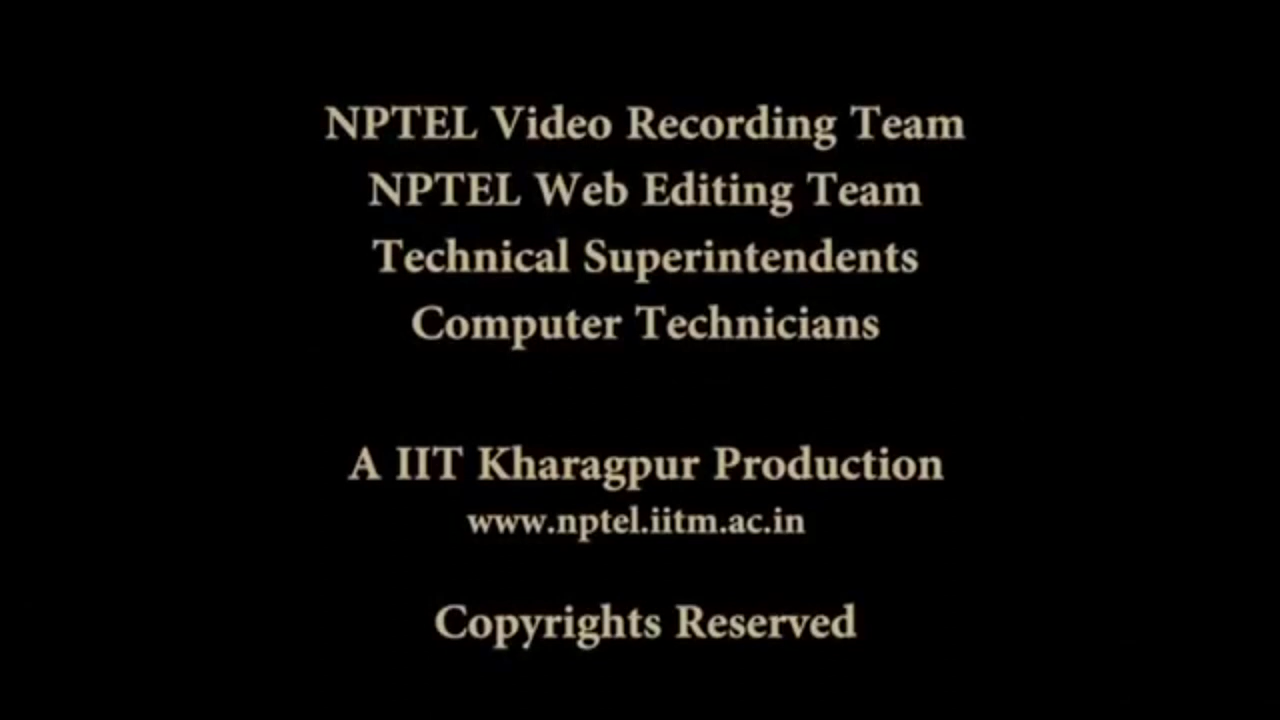 NPTEL Video Recording Team
NPTEL Web Editing Team
Technical Superintendents
Computer Technicians
A IIT Kharagpur Production
www.nptel.iitm.ac.in
Copyrights Reserved